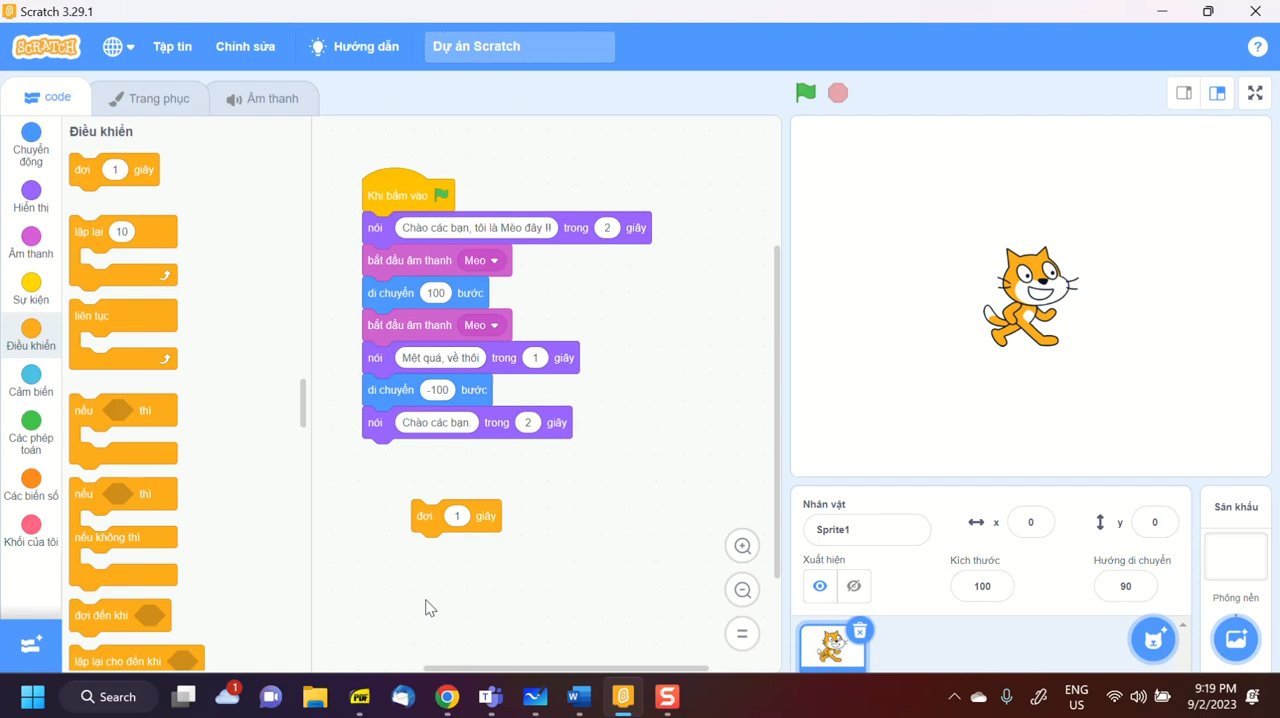 Scratch 3.29.1
SCRATCH
Tập tin
Chính sửa
Hướng dẫn
Dự án Scratch
?
code
Trang phục
Âm thanh
Chuyển động
Hiển thị
Âm thanh
Sự kiện
Điều khiển
Cảm biến
Các phép toán
Các biến số
Khối của tôi
Điều khiển
đợi 1 giây
lặp lại 10
liên tục
nếu thì
nếu thì
nếu không thì
đợi đến khi
lặp lại cho đến khi
Khi bấm vào
nói Chào các bạn, tôi là Mèo đây !! trong 2 giây
bắt đầu âm thanh Meo
di chuyển 100 bước
bắt đầu âm thanh Meo
nói Mệt quá, về thôi trong 1 giây
di chuyển -100 bước
nói Chào các bạn. trong 2 giây
đợi 1 giây
Nhân vật
Sprite1
x 0
y 0
Xuất hiện
Kích thước
100
Hướng di chuyển
90
Sân khấu
Phông nền
Search
1
PDF
ENG
US
9:19 PM
9/2/2023